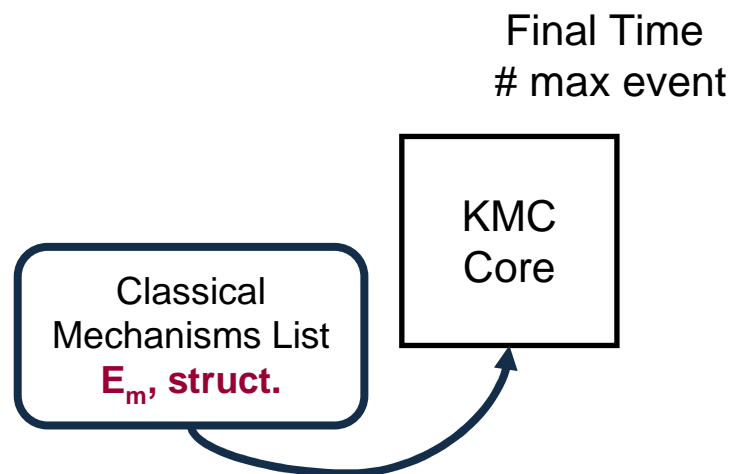 Final Time
# max event
KMC
Core
Classical
Mechanisms List
Em, struct.